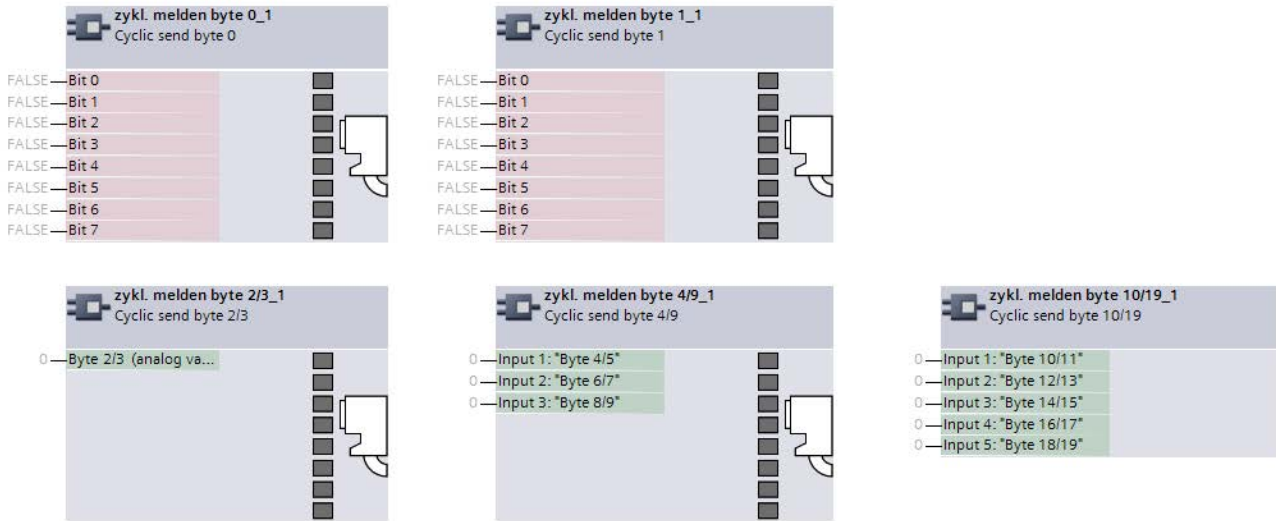 zykl. melden byte 0_1
Cyclic send byte 0
FALSE Bit 0
FALSE Bit 1
FALSE Bit 2
FALSE Bit 3
FALSE Bit 4
FALSE Bit 5
FALSE Bit 6
FALSE Bit 7
zykl. melden byte 1_1
Cyclic send byte 1
FALSE Bit 0
FALSE Bit 1
FALSE Bit 2
FALSE Bit 3
FALSE Bit 4
FALSE Bit 5
FALSE Bit 6
FALSE Bit 7
zykl. melden byte 2/3_1
Cyclic send byte 2/3
0 Byte 2/3 (analog va...
zykl. melden byte 4/9_1
Cyclic send byte 4/9
0 Input 1: "Byte 4/5"
0 Input 2: "Byte 6/7"
0 Input 3: "Byte 8/9"
zykl. melden byte 10/19_1
Cyclic send byte 10/19
0 Input 1: "Byte 10/11"
0 Input 2: "Byte 12/13"
0 Input 3: "Byte 14/15"
0 Input 4: "Byte 16/17"
0 Input 5: "Byte 18/19"